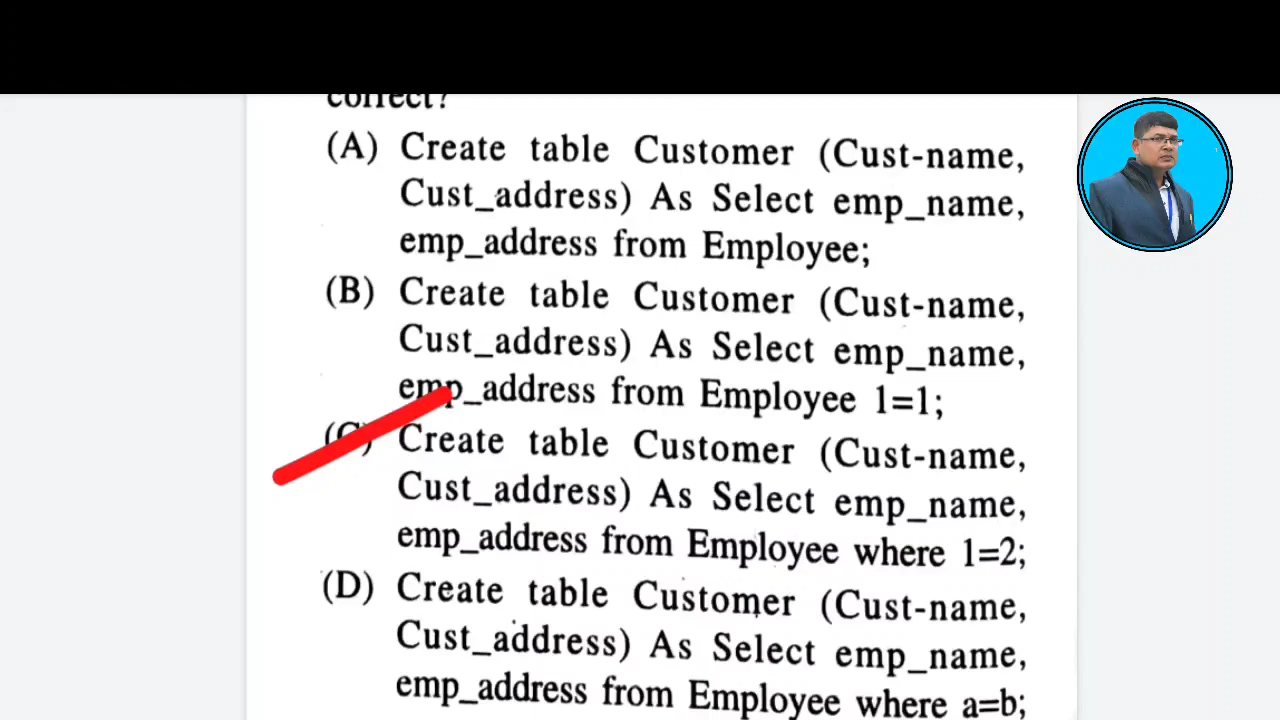 correct?
(A) Create table Customer (Cust-name,
Cust_address) As Select emp_name,
emp_address from Employee;
(B) Create table Customer (Cust-name,
Cust_address) As Select emp_name,
emp_address from Employee 1=1;
(C) Create table Customer (Cust-name,
Cust_address) As Select emp_name,
emp_address from Employee where 1=2;
(D) Create table Customer (Cust-name,
Cust_address) As Select emp_name,
emp_address from Employee where a=b;